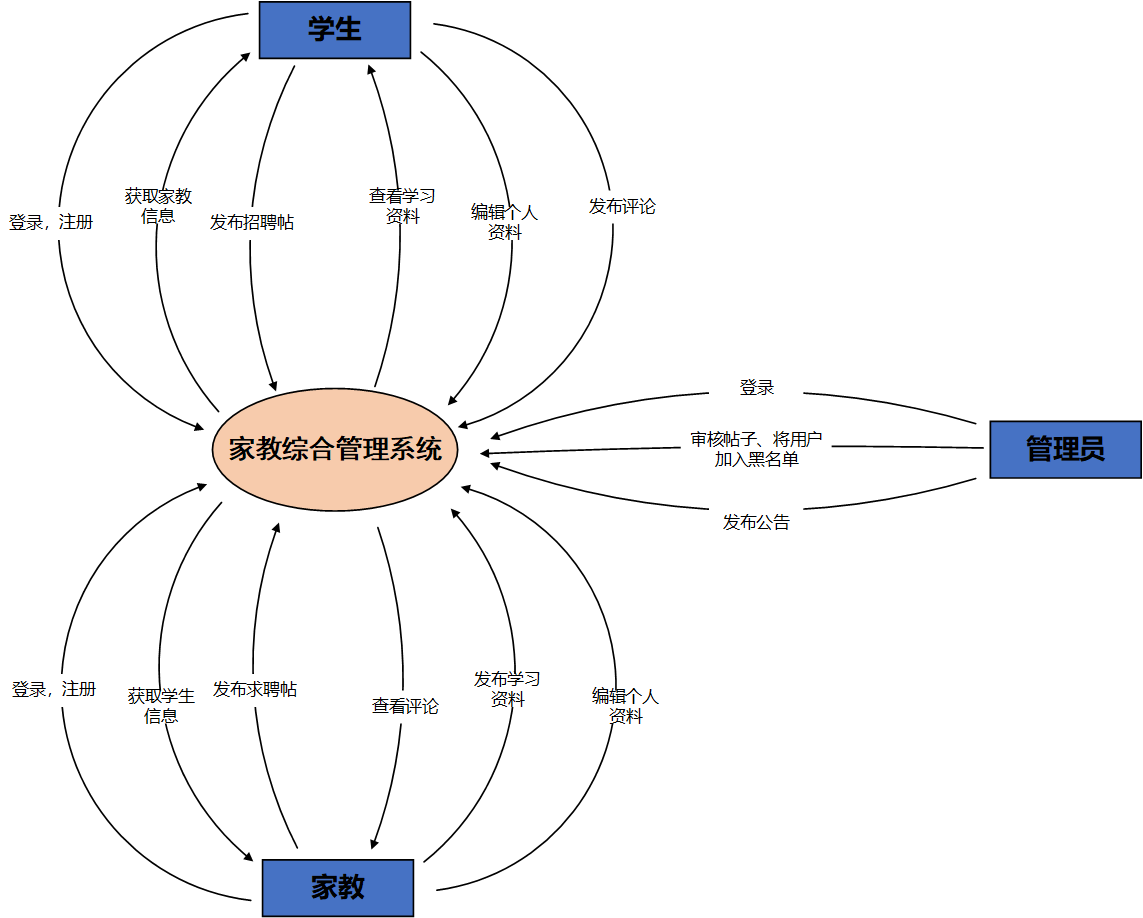 学生
登录，注册
获取家教
信息
发布招聘帖
查看学习
资料
编辑个人
资料
发布评论
家教综合管理系统
登录
审核帖子、将用户
加入黑名单
发布公告
管理员
登录，注册
获取学生
信息
发布求聘帖
查看评论
发布学习
资料
编辑个人
资料
家教